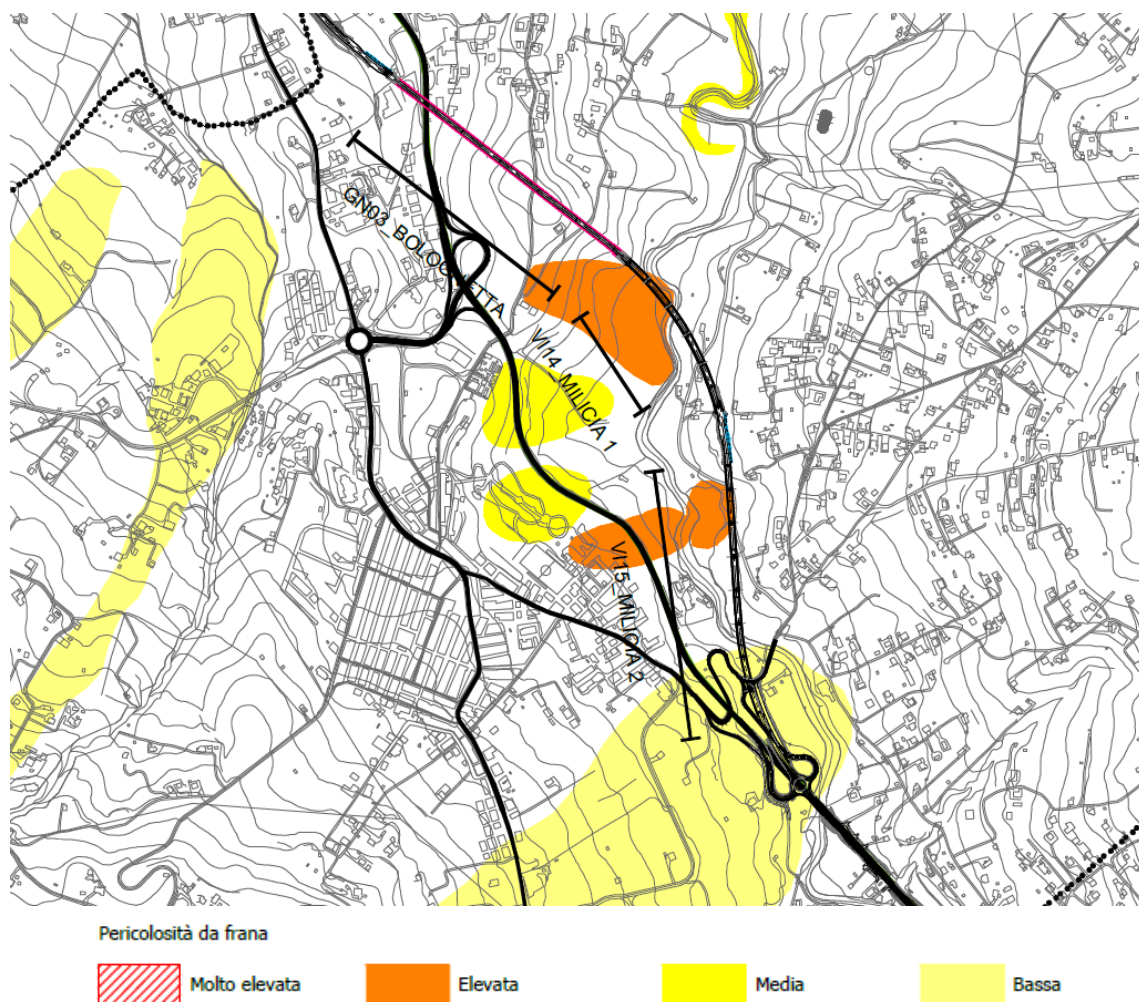 GN03_BOLOGNETTA
VI14_MILICIA 1
VI15_MILICIA 2
Pericolosità da frana
Molto elevata
Elevata
Media
Bassa